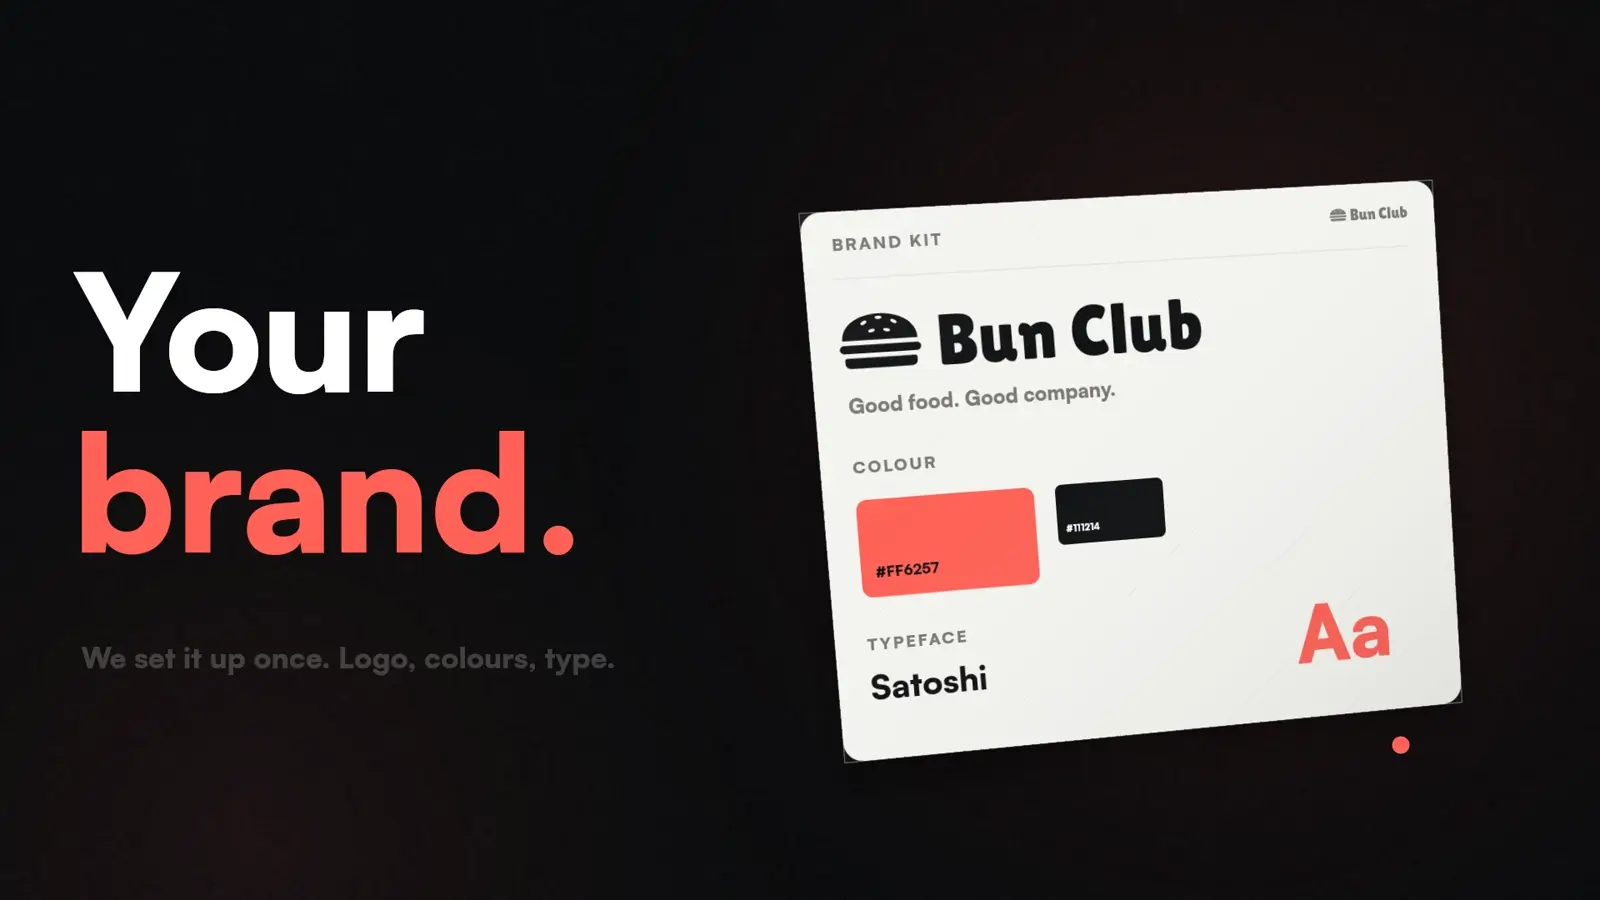 Your
brand.
We set it up once. Logo, colours, type.
BRAND KIT
Bun Club
Bun Club
Good food. Good company.
COLOUR
#FF6257
#111214
TYPEFACE
Satoshi
Aa